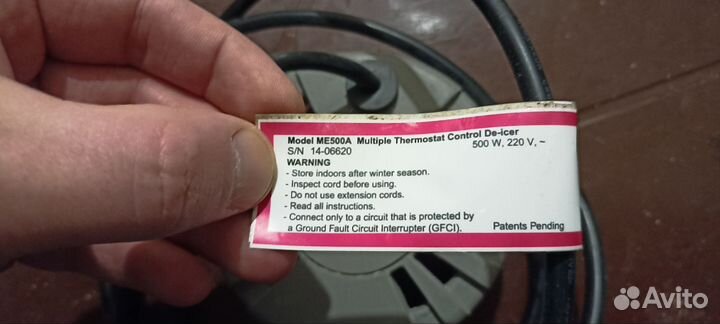 Model ME500A Multiple Thermostat Control De-icer
S/N 14-06620 500 W, 220 V, ~
WARNING
- Store indoors after winter season.
- Inspect cord before using.
- Do not use extension cords.
- Read all instructions.
- Connect only to a circuit that is protected by
a Ground Fault Circuit Interrupter (GFCI). Patents Pending
Avito